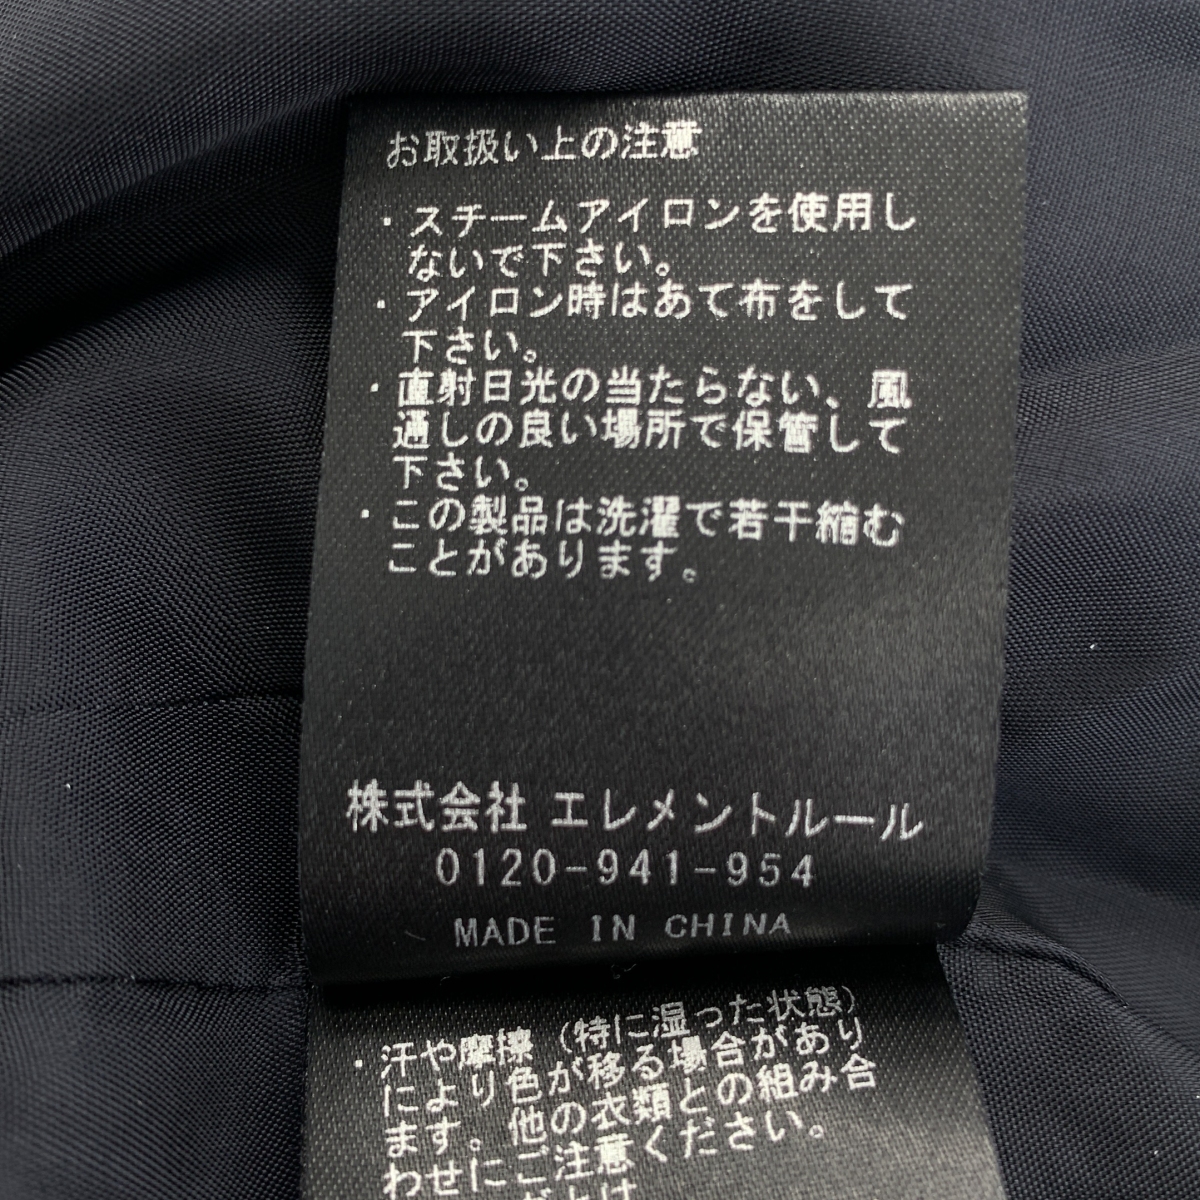 お取扱い上の注意
・スチームアイロンを使用し
ないで下さい。
・アイロン時はあて布をして
下さい。
・直射日光の当たらない、風
通しの良い場所で保管して
下さい。
・この製品は洗濯で若干縮む
ことがあります。
株式会社 エレメントルール
0120-941-954
MADE IN CHINA
・汗や摩擦(特に湿った状態)
により色が移る場合があり
ます。他の衣類との組み合
わせにご注意ください。